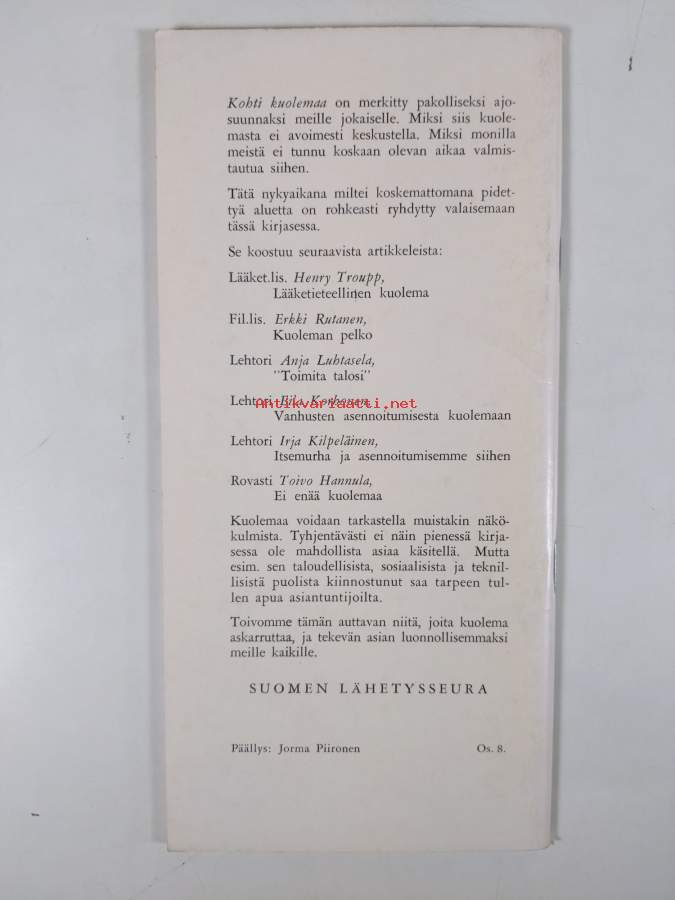 Kohti kuolemaa on merkitty pakolliseksi ajo-
suunnaksi meille jokaiselle. Miksi siis kuole-
masta ei avoimesti keskustella. Miksi monilla
meistä ei tunnu koskaan olevan aikaa valmis-
tautua siihen.
Tätä nykyaikana miltei koskemattomana pidet-
tyä aluetta on rohkeasti ryhdytty valaisemaan
tässä kirjasessa.
Se koostuu seuraavista artikkeleista:
Lääket.lis. Henry Troupp,
Lääketieteellinen kuolema
Fil.lis. Erkki Rutanen,
Kuoleman pelko
Lehtori Anja Luhtasela,
"Toimita talosi"
Lehtori Eila Korhonen,
Antikvariaatti.net
Vanhusten asennoitumisesta kuolemaan
Lehtori Irja Kilpeläinen,
Itsemurha ja asennoitumisemme siihen
Rovasti Toivo Hannula,
Ei enää kuolemaa
Kuolemaa voidaan tarkastella muistakin näkö-
kulmista. Tyhjentävästi ei näin pienessä kirja-
sessa ole mahdollista asiaa käsitellä. Mutta
esim. sen taloudellisista, sosiaalisista ja teknil-
lisistä puolista kiinnostunut saa tarpeen tul-
len apua asiantuntijoilta.
Toivomme tämän auttavan niitä, joita kuolema
askarruttaa, ja tekevän asian luonnollisemmaksi
meille kaikille.
SUOMEN LÄHETYSSEURA
Päällys: Jorma Piironen Os. 8.